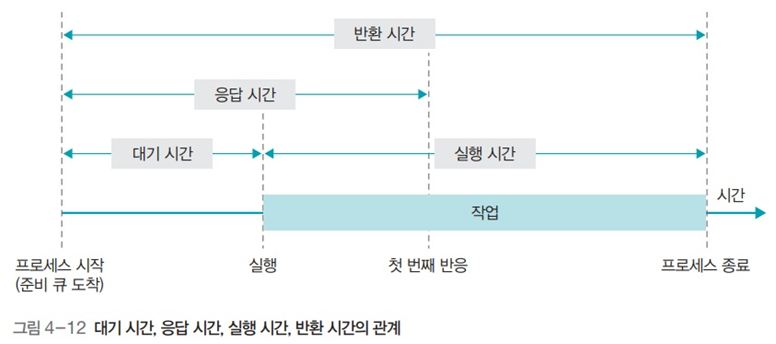 반환 시간
응답 시간
대기 시간
실행 시간
작업
시간
프로세스 시작
(준비 큐 도착)
실행
첫 번째 반응
프로세스 종료
그림 4-12 대기 시간, 응답 시간, 실행 시간, 반환 시간의 관계